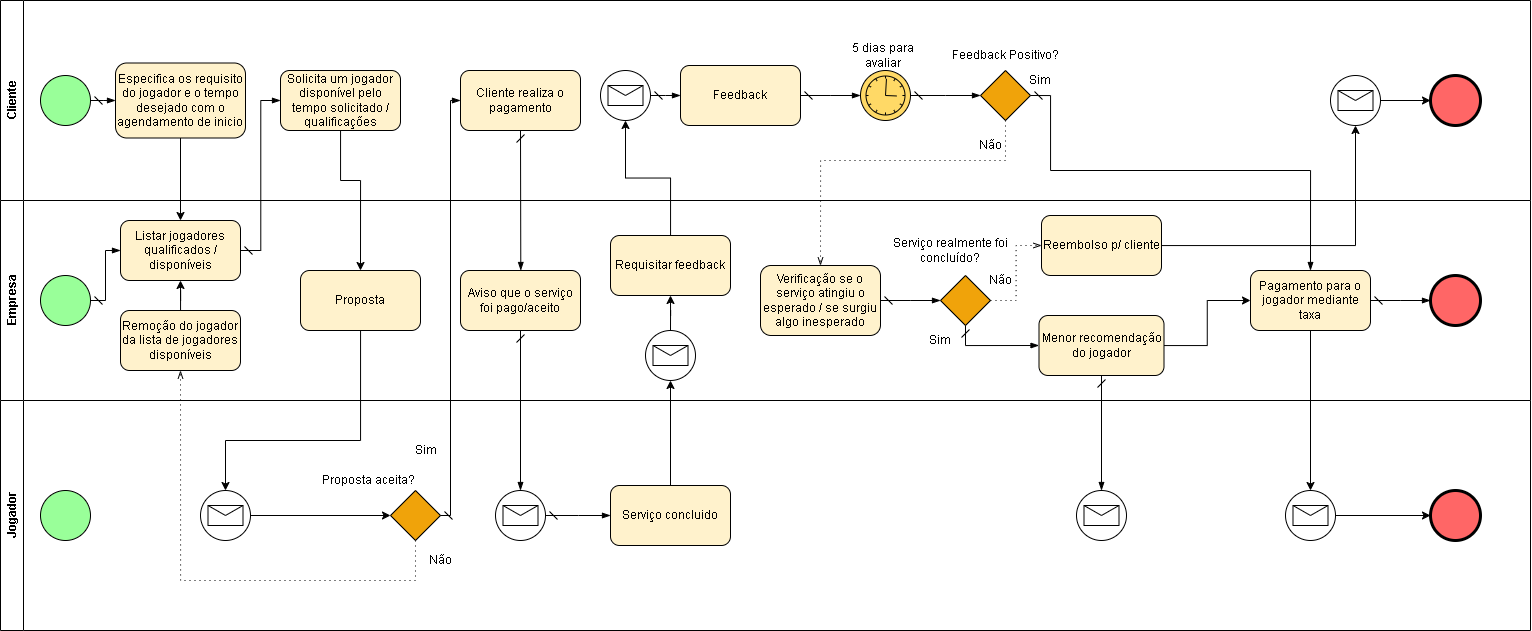 Cliente
Especifica os requisito
do jogador e o tempo
desejado com o
agendamento de inicio
Solicita um jogador
disponível pelo
tempo solicitado /
qualificações
Cliente realiza o
pagamento
Feedback
5 dias para
avaliar
Feedback Positivo?
Sim
Não
Empresa
Listar jogadores
qualificados /
disponíveis
Remoção do jogador
da lista de jogadores
disponíveis
Proposta
Aviso que o serviço
foi pago/aceito
Requisitar feedback
Verificação se o
serviço atingiu o
esperado / se surgiu
algo inesperado
Serviço realmente foi
concluído?
Não
Sim
Reembolso p/ cliente
Menor recomendação
do jogador
Pagamento para o
jogador mediante
taxa
Jogador
Proposta aceita?
Sim
Não
Serviço concluido